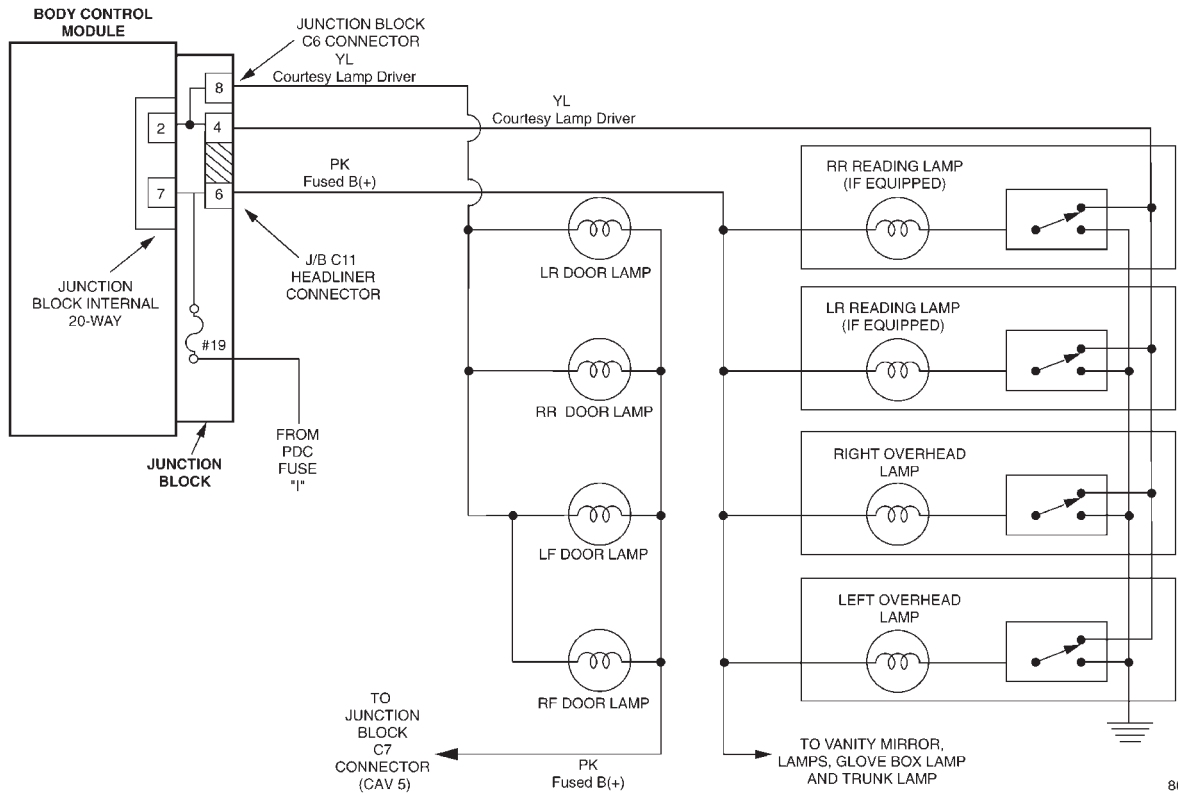 BODY CONTROL
MODULE
JUNCTION BLOCK
C6 CONNECTOR
YL
Courtesy Lamp Driver
8
YL
Courtesy Lamp Driver
2
4
PK
Fused B(+)
7
6
J/B C11
HEADLINER
CONNECTOR
JUNCTION
BLOCK INTERNAL
20-WAY
#19
FROM
PDC
FUSE
"I"
JUNCTION
BLOCK
LR DOOR LAMP
RR DOOR LAMP
LF DOOR LAMP
RF DOOR LAMP
TO
JUNCTION
BLOCK
C7
CONNECTOR
(CAV 5)
PK
Fused B(+)
RR READING LAMP
(IF EQUIPPED)
LR READING LAMP
(IF EQUIPPED)
RIGHT OVERHEAD
LAMP
LEFT OVERHEAD
LAMP
TO VANITY MIRROR,
LAMPS, GLOVE BOX LAMP
AND TRUNK LAMP